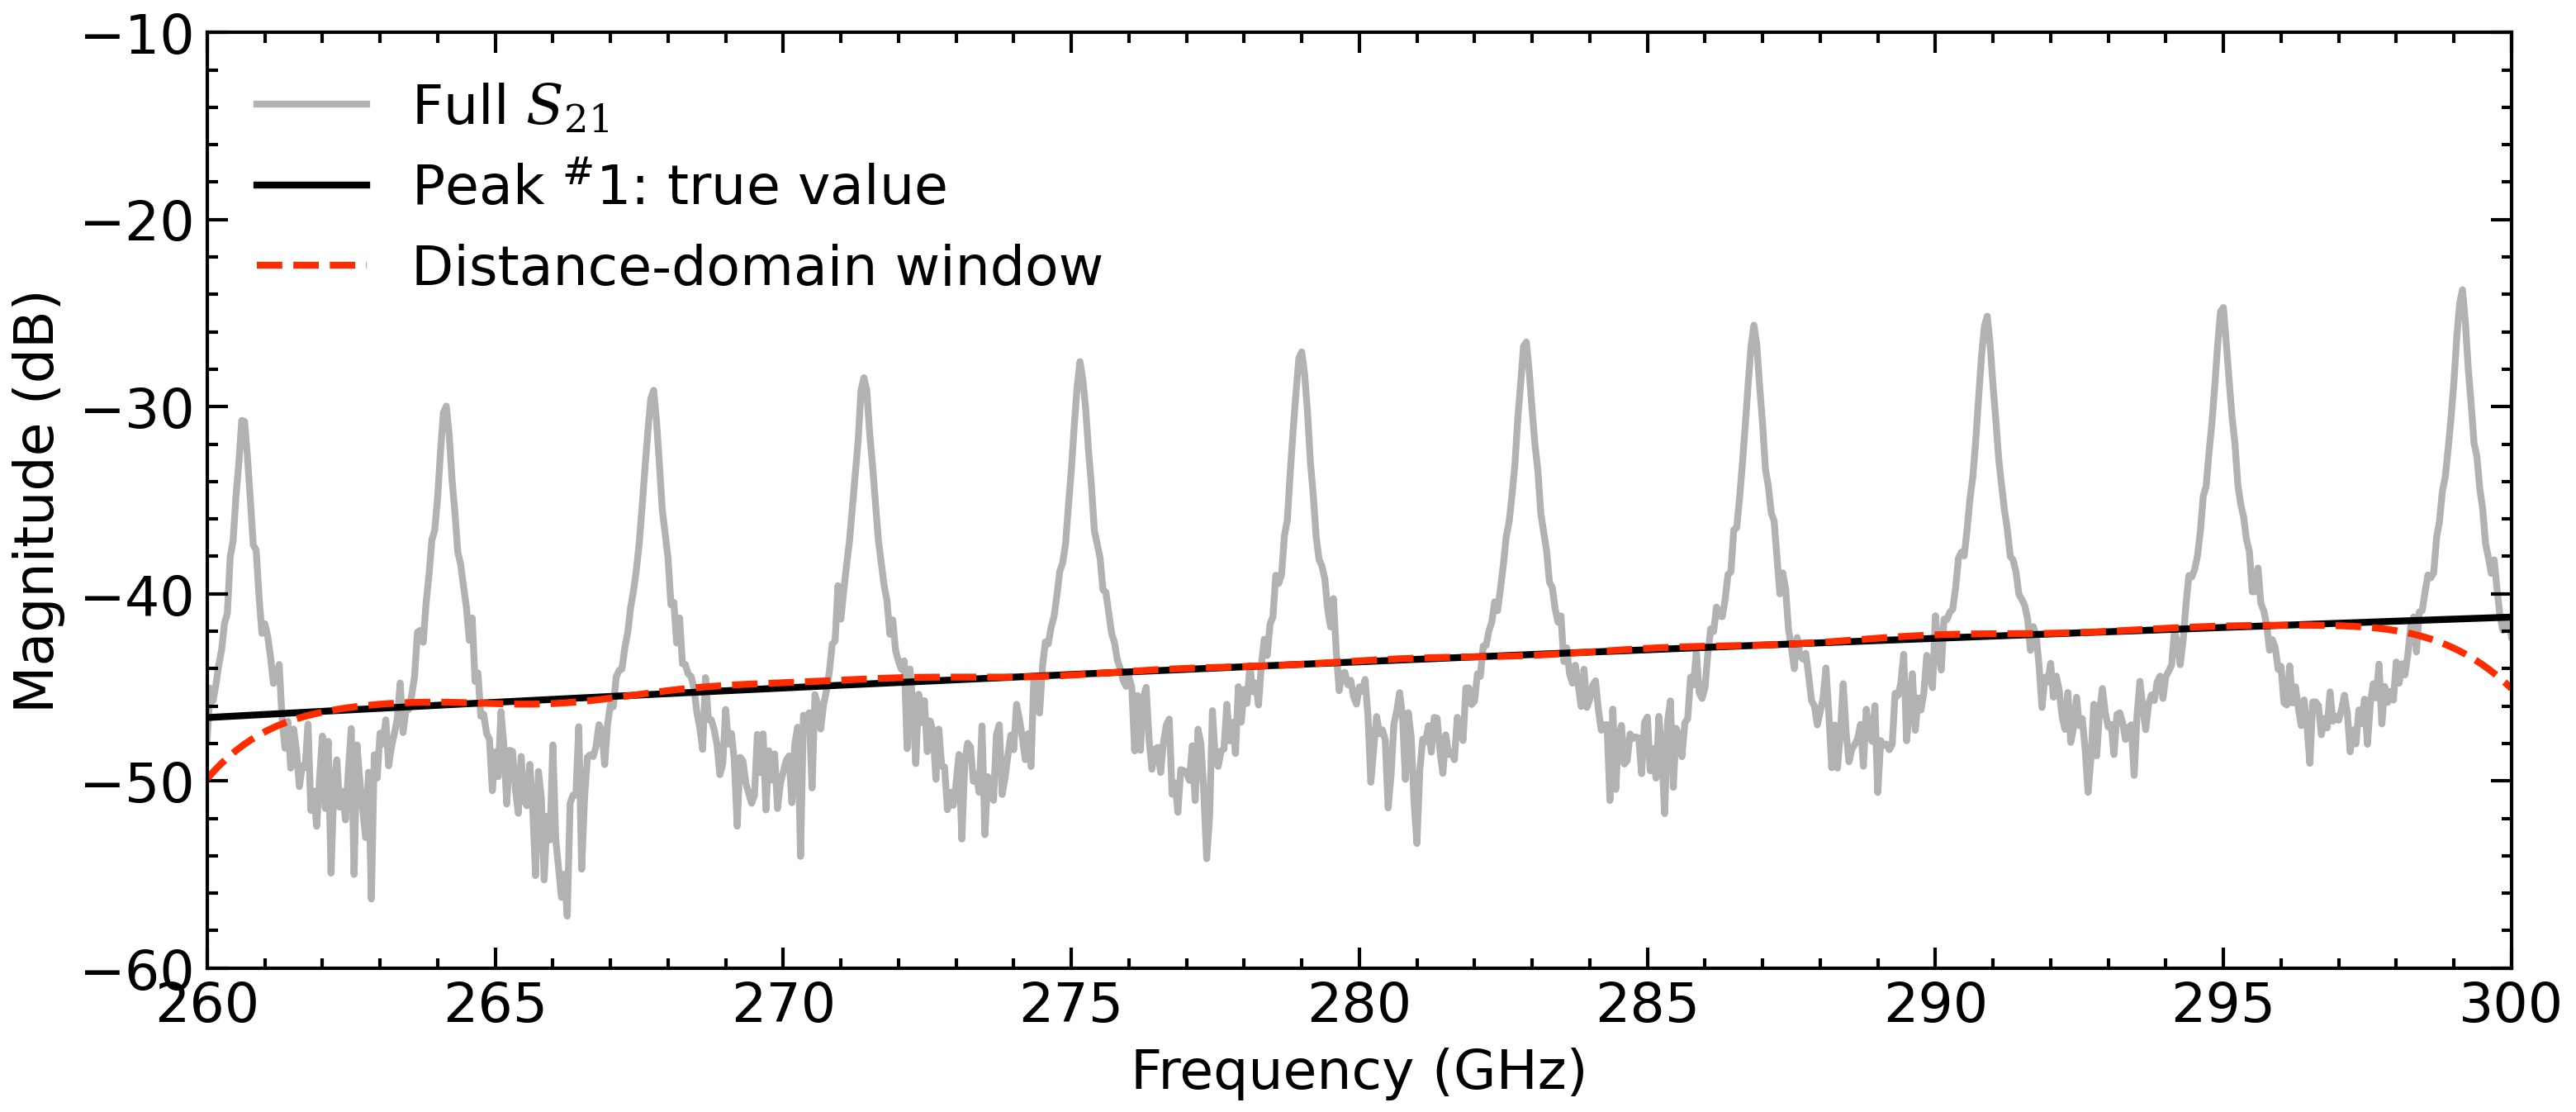 −10
−20
−30
−40
−50
−60
Magnitude (dB)
Full S21
Peak #1: true value
Distance-domain window
260 265 270 275 280 285 290 295 300
Frequency (GHz)